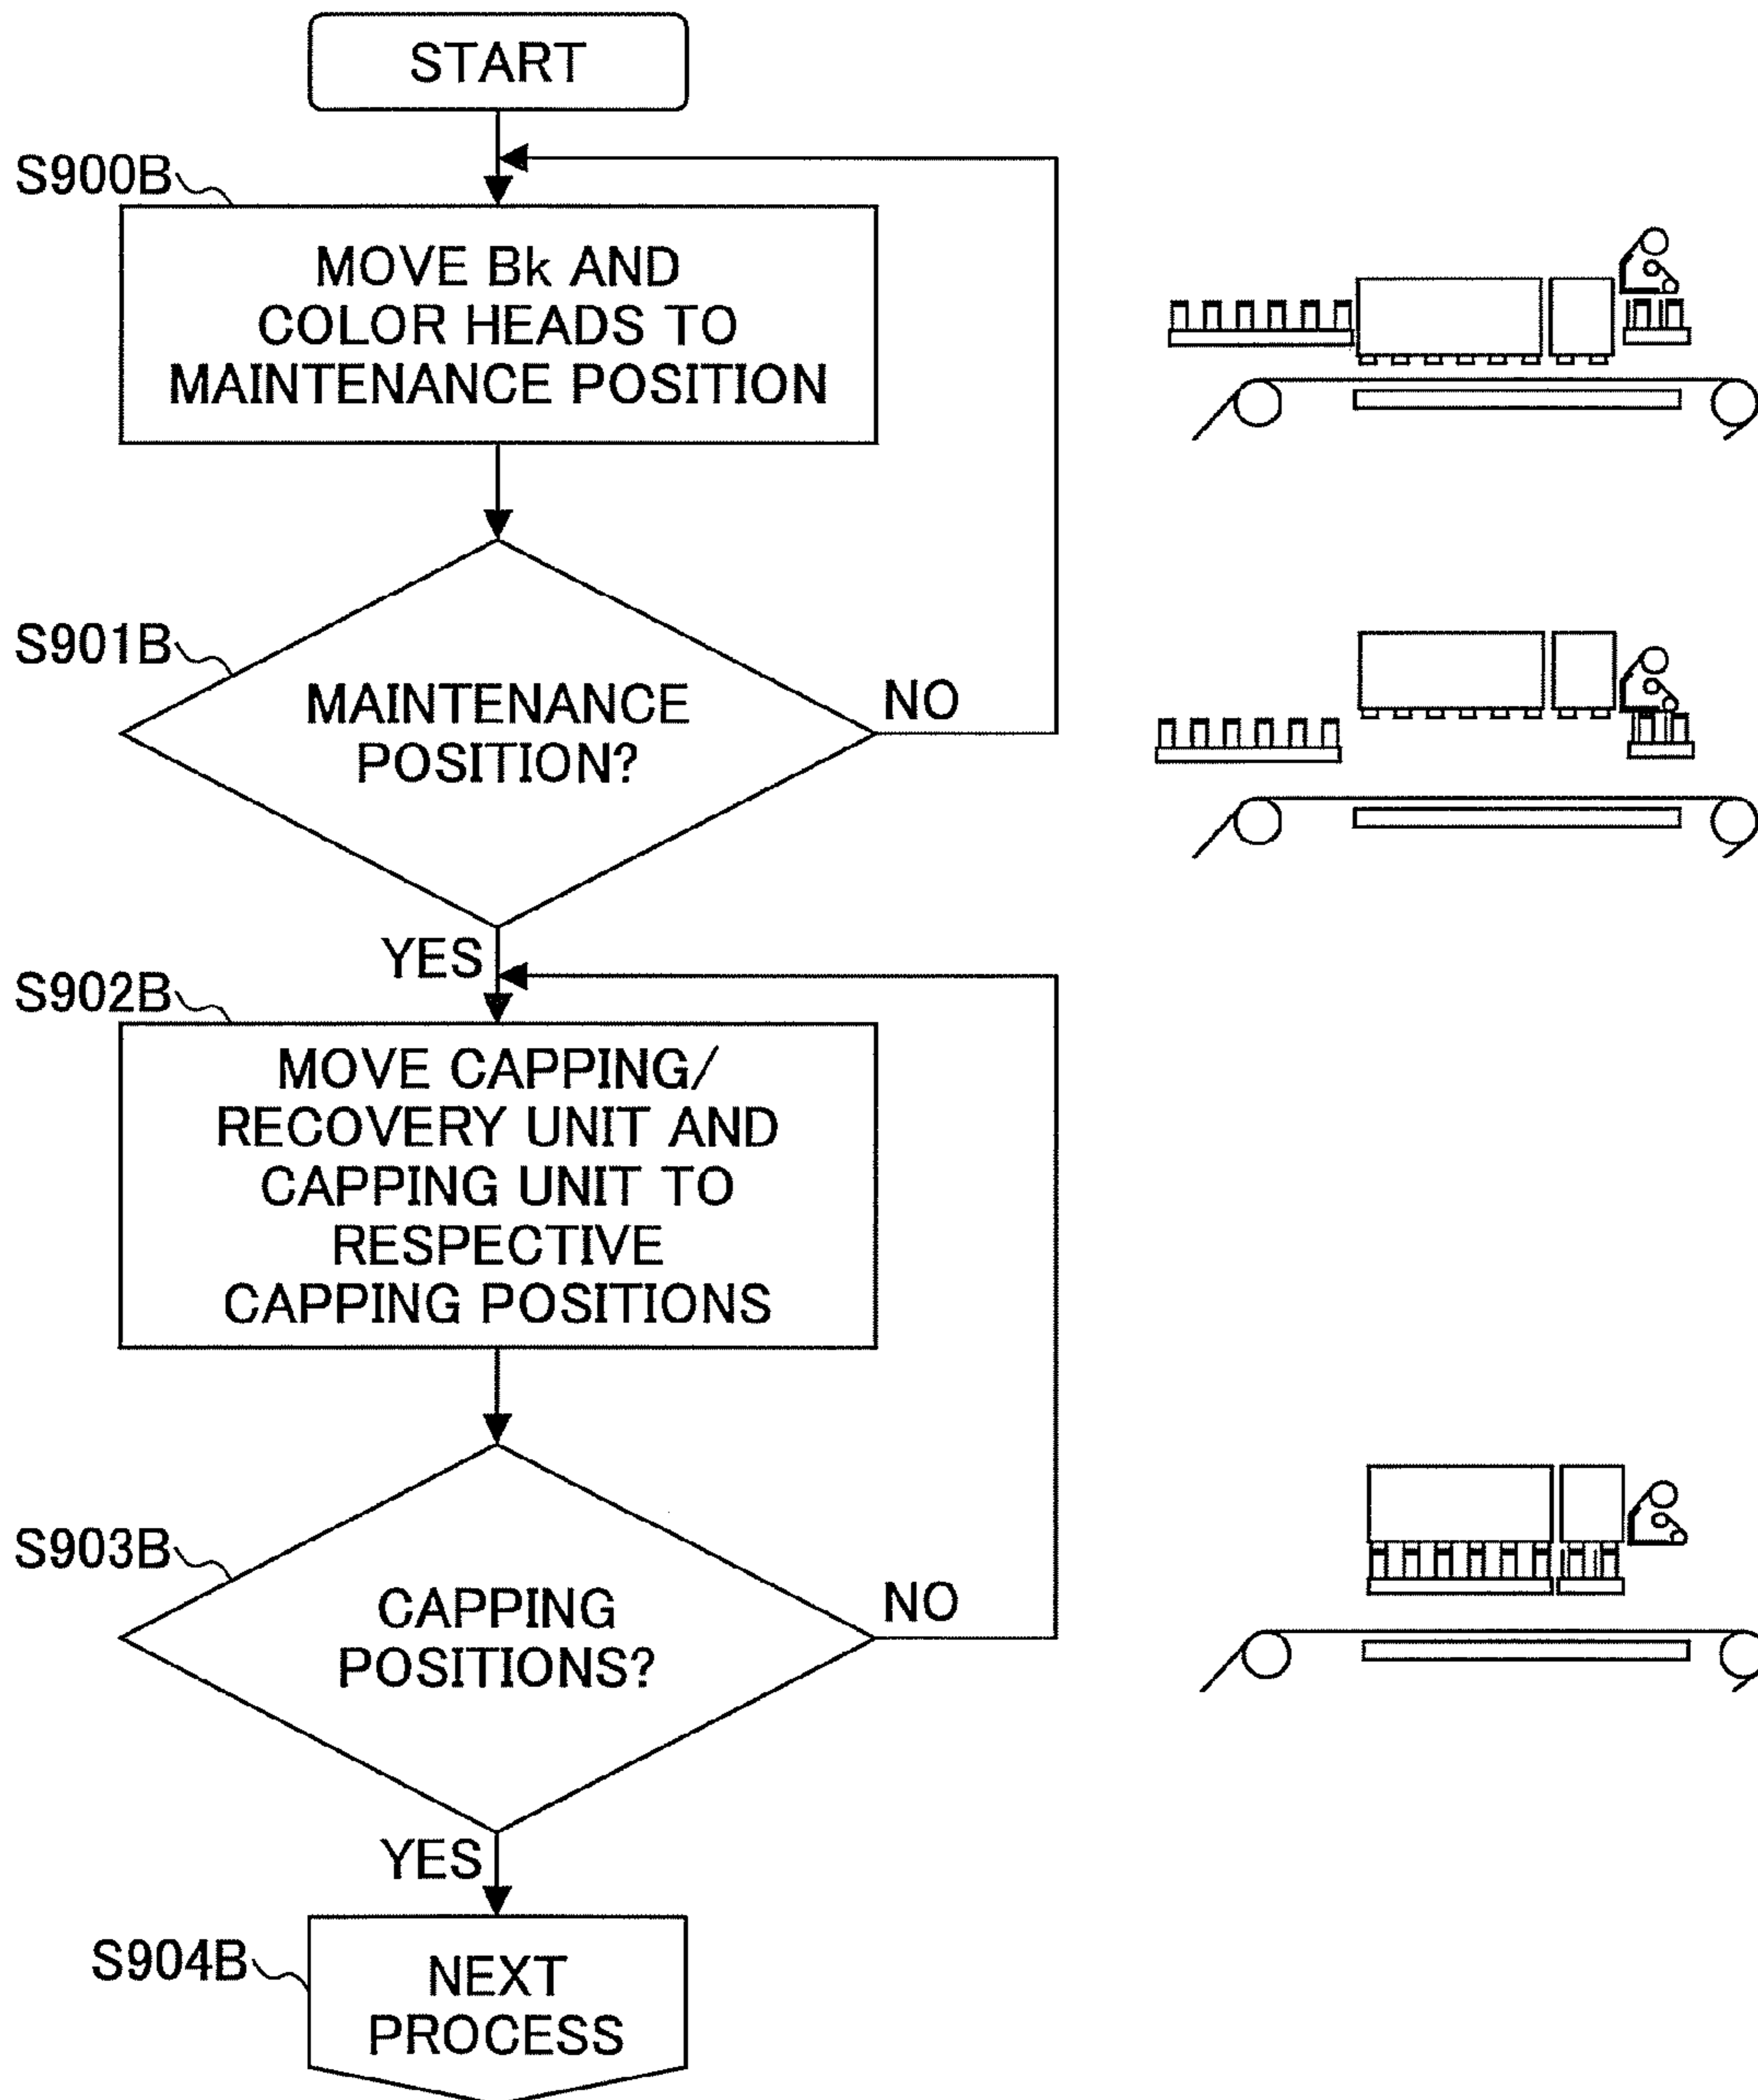 START
S900B
MOVE Bk AND
COLOR HEADS TO
MAINTENANCE POSITION
S901B
MAINTENANCE
POSITION?
NO
YES
S902B
MOVE CAPPING/
RECOVERY UNIT AND
CAPPING UNIT TO
RESPECTIVE
CAPPING POSITIONS
S903B
CAPPING
POSITIONS?
NO
YES
S904B
NEXT
PROCESS